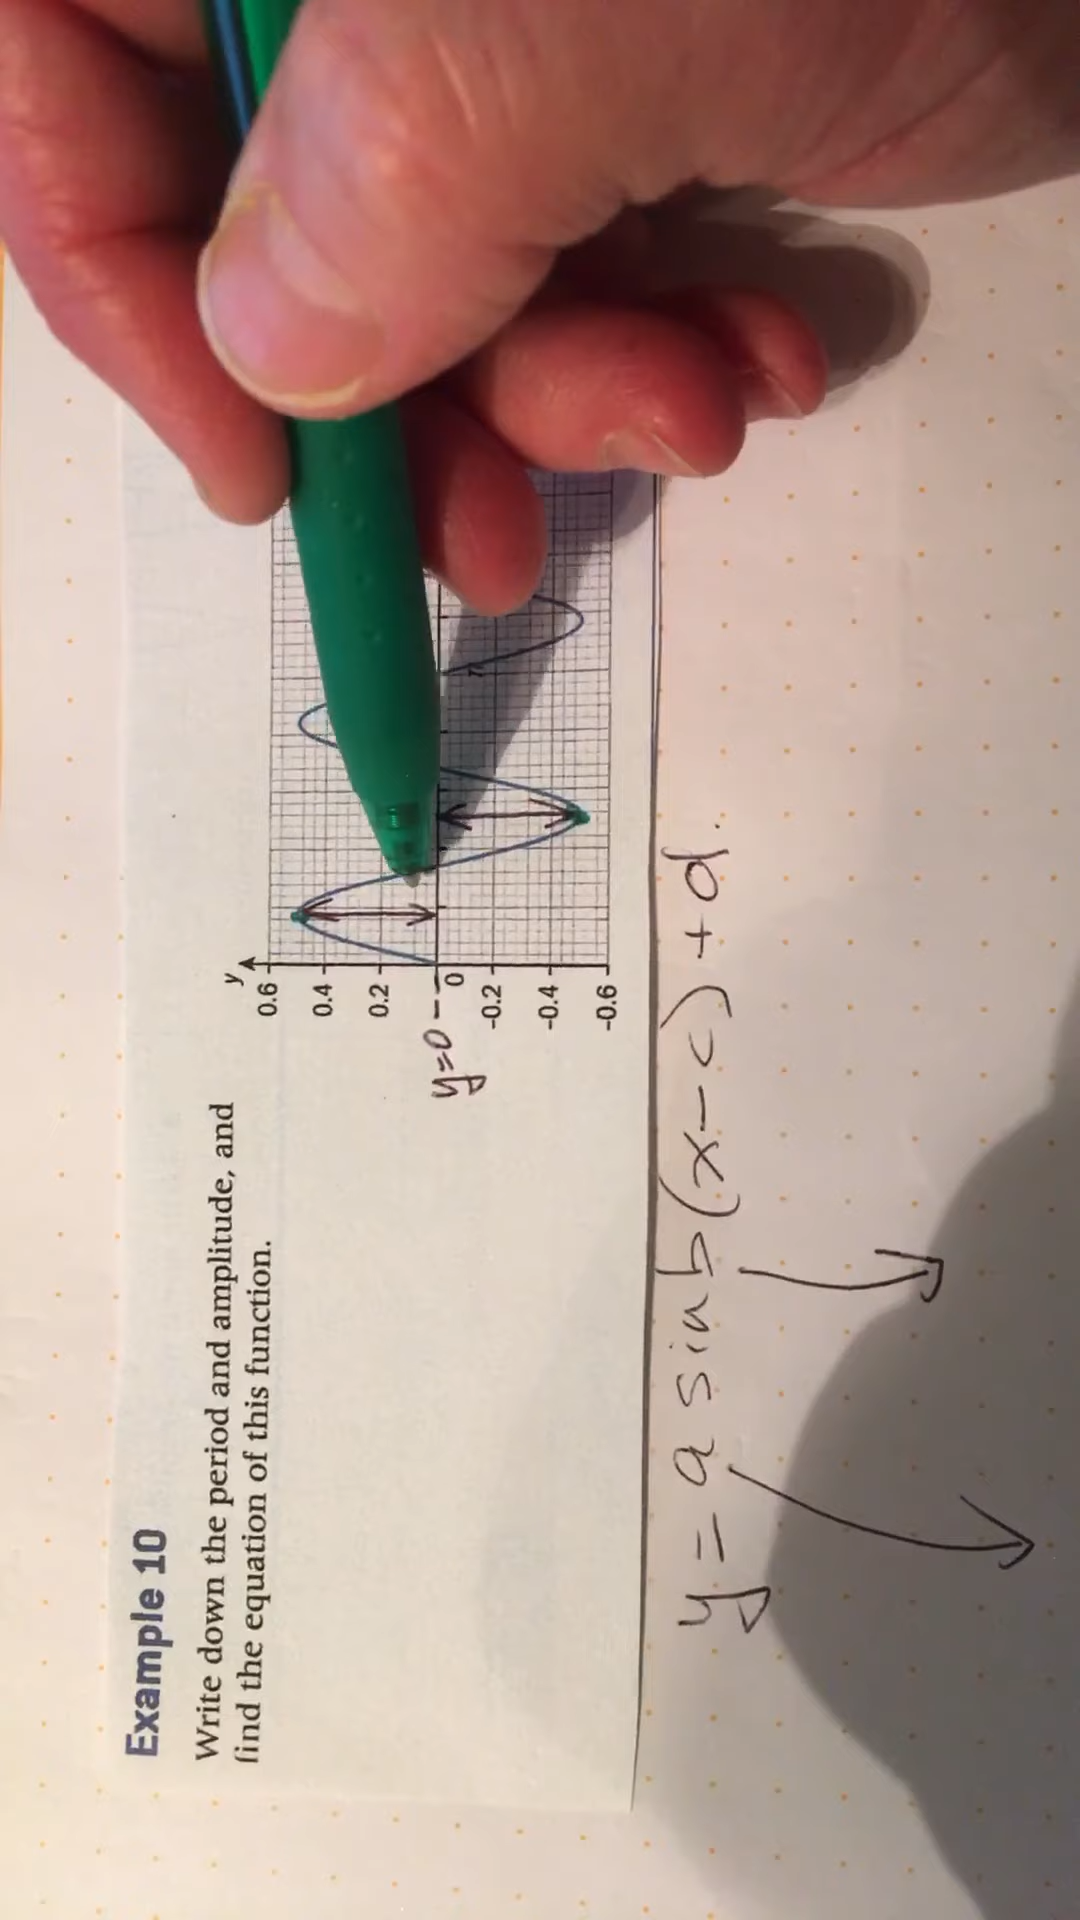 Example 10
Write down the period and amplitude, and
find the equation of this function.
y
0.6
0.4
0.2
y=0
0
-0.2
-0.4
-0.6
π
y = a sin b (x - c) + d.